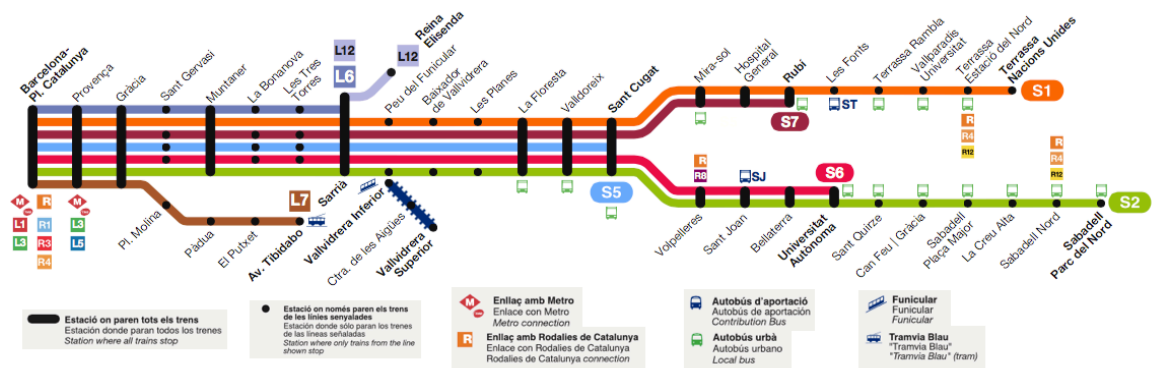 Barcelona-
Pl. Catalunya
Provença
Gràcia
Sant Gervasi
Muntaner
La Bonanova
Les Tres
Torres
L12
L6
L12
Reina
Elisenda
Peu del Funicular
Baixador
de Vallvidrera
Les Planes
La Floresta
Valldoreix
Sant Cugat
Mira-sol
Hospital
General
Rubí
Les Fonts
Terrassa Rambla
Vallparadís
Universitat
Terrassa
Estació del Nord
Terrassa
Nacions Unides
S1
ST
S7
R
R4
R12
R
R4
R12
R
R8
SJ
S6
S5
S2
M
L1
L3
R
R1
R3
R4
M
L3
L5
Pl. Molina
Pàdua
El Putxet
Av. Tibidabo
L7
Sarrià
Vallvidrera Inferior
Ctra. de les Aigües
Vallvidrera
Superior
Volpelleres
Sant Joan
Bellaterra
Universitat
Autònoma
Sant Quirze
Can Feu | Gràcia
Sabadell
Plaça Major
La Creu Alta
Sabadell Nord
Sabadell
Parc del Nord
Estació on paren tots els trens
Estación donde paran todos los trenes
Station where all trains stop
Estació on només paren els trens
de les línies senyalades
Estación donde sólo paran los trenes
de las líneas señaladas
Station where only trains from the line
shown stop
M
Enllaç amb Metro
Enlace con Metro
Metro connection
R
Enllaç amb Rodalies de Catalunya
Enlace con Rodalies de Catalunya
Rodalies de Catalunya connection
Autobús d'aportació
Autobús de aportación
Contribution Bus
Autobús urbà
Autobús urbano
Local bus
Funicular
Funicular
Funicular
Tramvia Blau
"Tramvia Blau"
"Tramvia Blau" (tram)